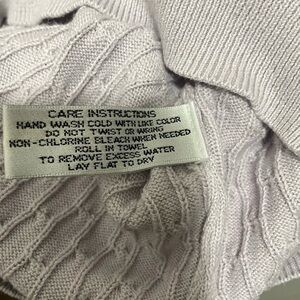 CARE INSTRUCTIONS
HAND WASH COLD WITH LIKE COLOR
DO NOT TWIST OR WRING
NON-CHLORINE BLEACH WHEN NEEDED
ROLL IN TOWEL
TO REMOVE EXCESS WATER
LAY FLAT TO DRY